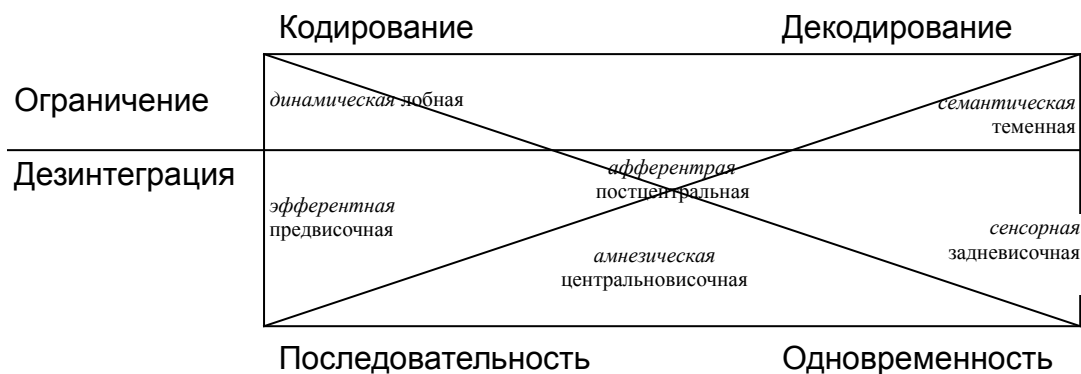 Кодирование Декодирование
Ограничение
динамическая лобная
семантическая
теменная
Дезинтеграция
афферентрая
постцентральная
эфферентная
предвисочная
сенсорная
задневисочная
амнезическая
центральновисочная
Последовательность Одновременность